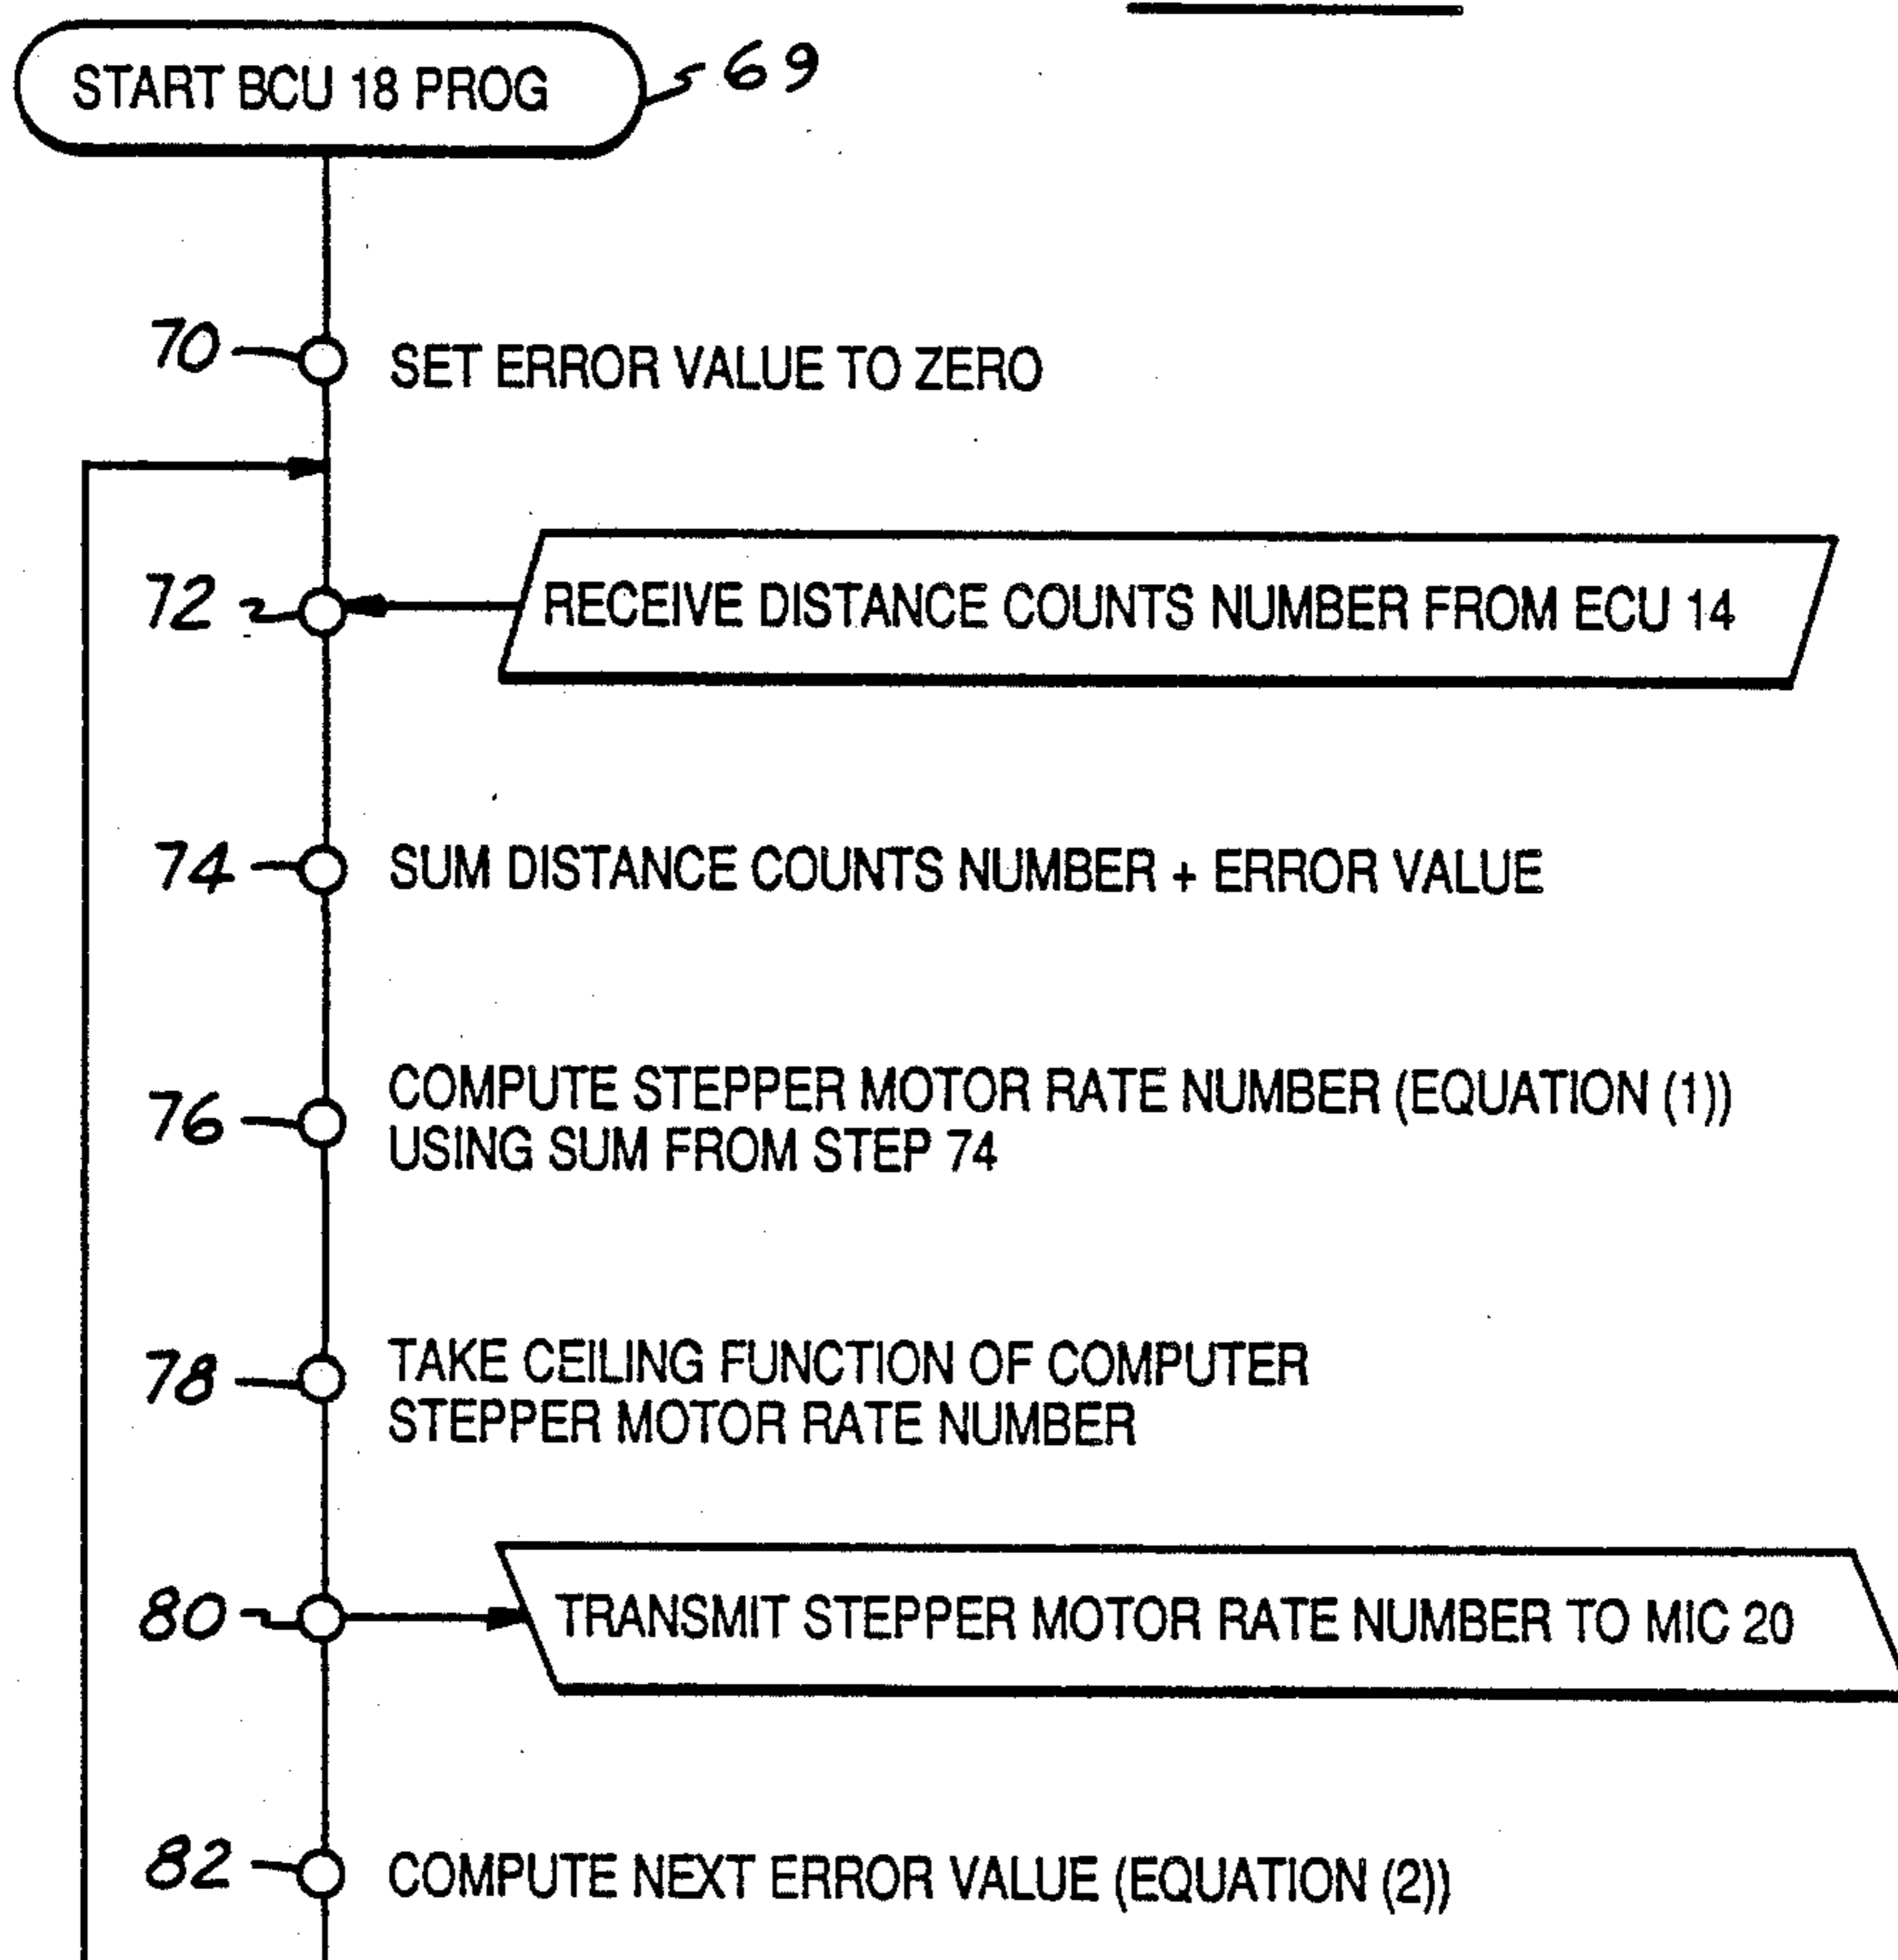 START BCU 18 PROG
69
70
SET ERROR VALUE TO ZERO
72
RECEIVE DISTANCE COUNTS NUMBER FROM ECU 14
74
SUM DISTANCE COUNTS NUMBER + ERROR VALUE
76
COMPUTE STEPPER MOTOR RATE NUMBER (EQUATION (1))
USING SUM FROM STEP 74
78
TAKE CEILING FUNCTION OF COMPUTER
STEPPER MOTOR RATE NUMBER
80
TRANSMIT STEPPER MOTOR RATE NUMBER TO MIC 20
82
COMPUTE NEXT ERROR VALUE (EQUATION (2))